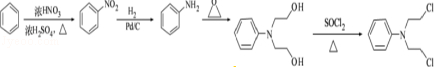 浓HNO₃
浓H₂SO₄, △
NO₂
H₂
Pd/C
NH₂
O
OH
N
OH
SOCl₂
△
Cl
N
Cl